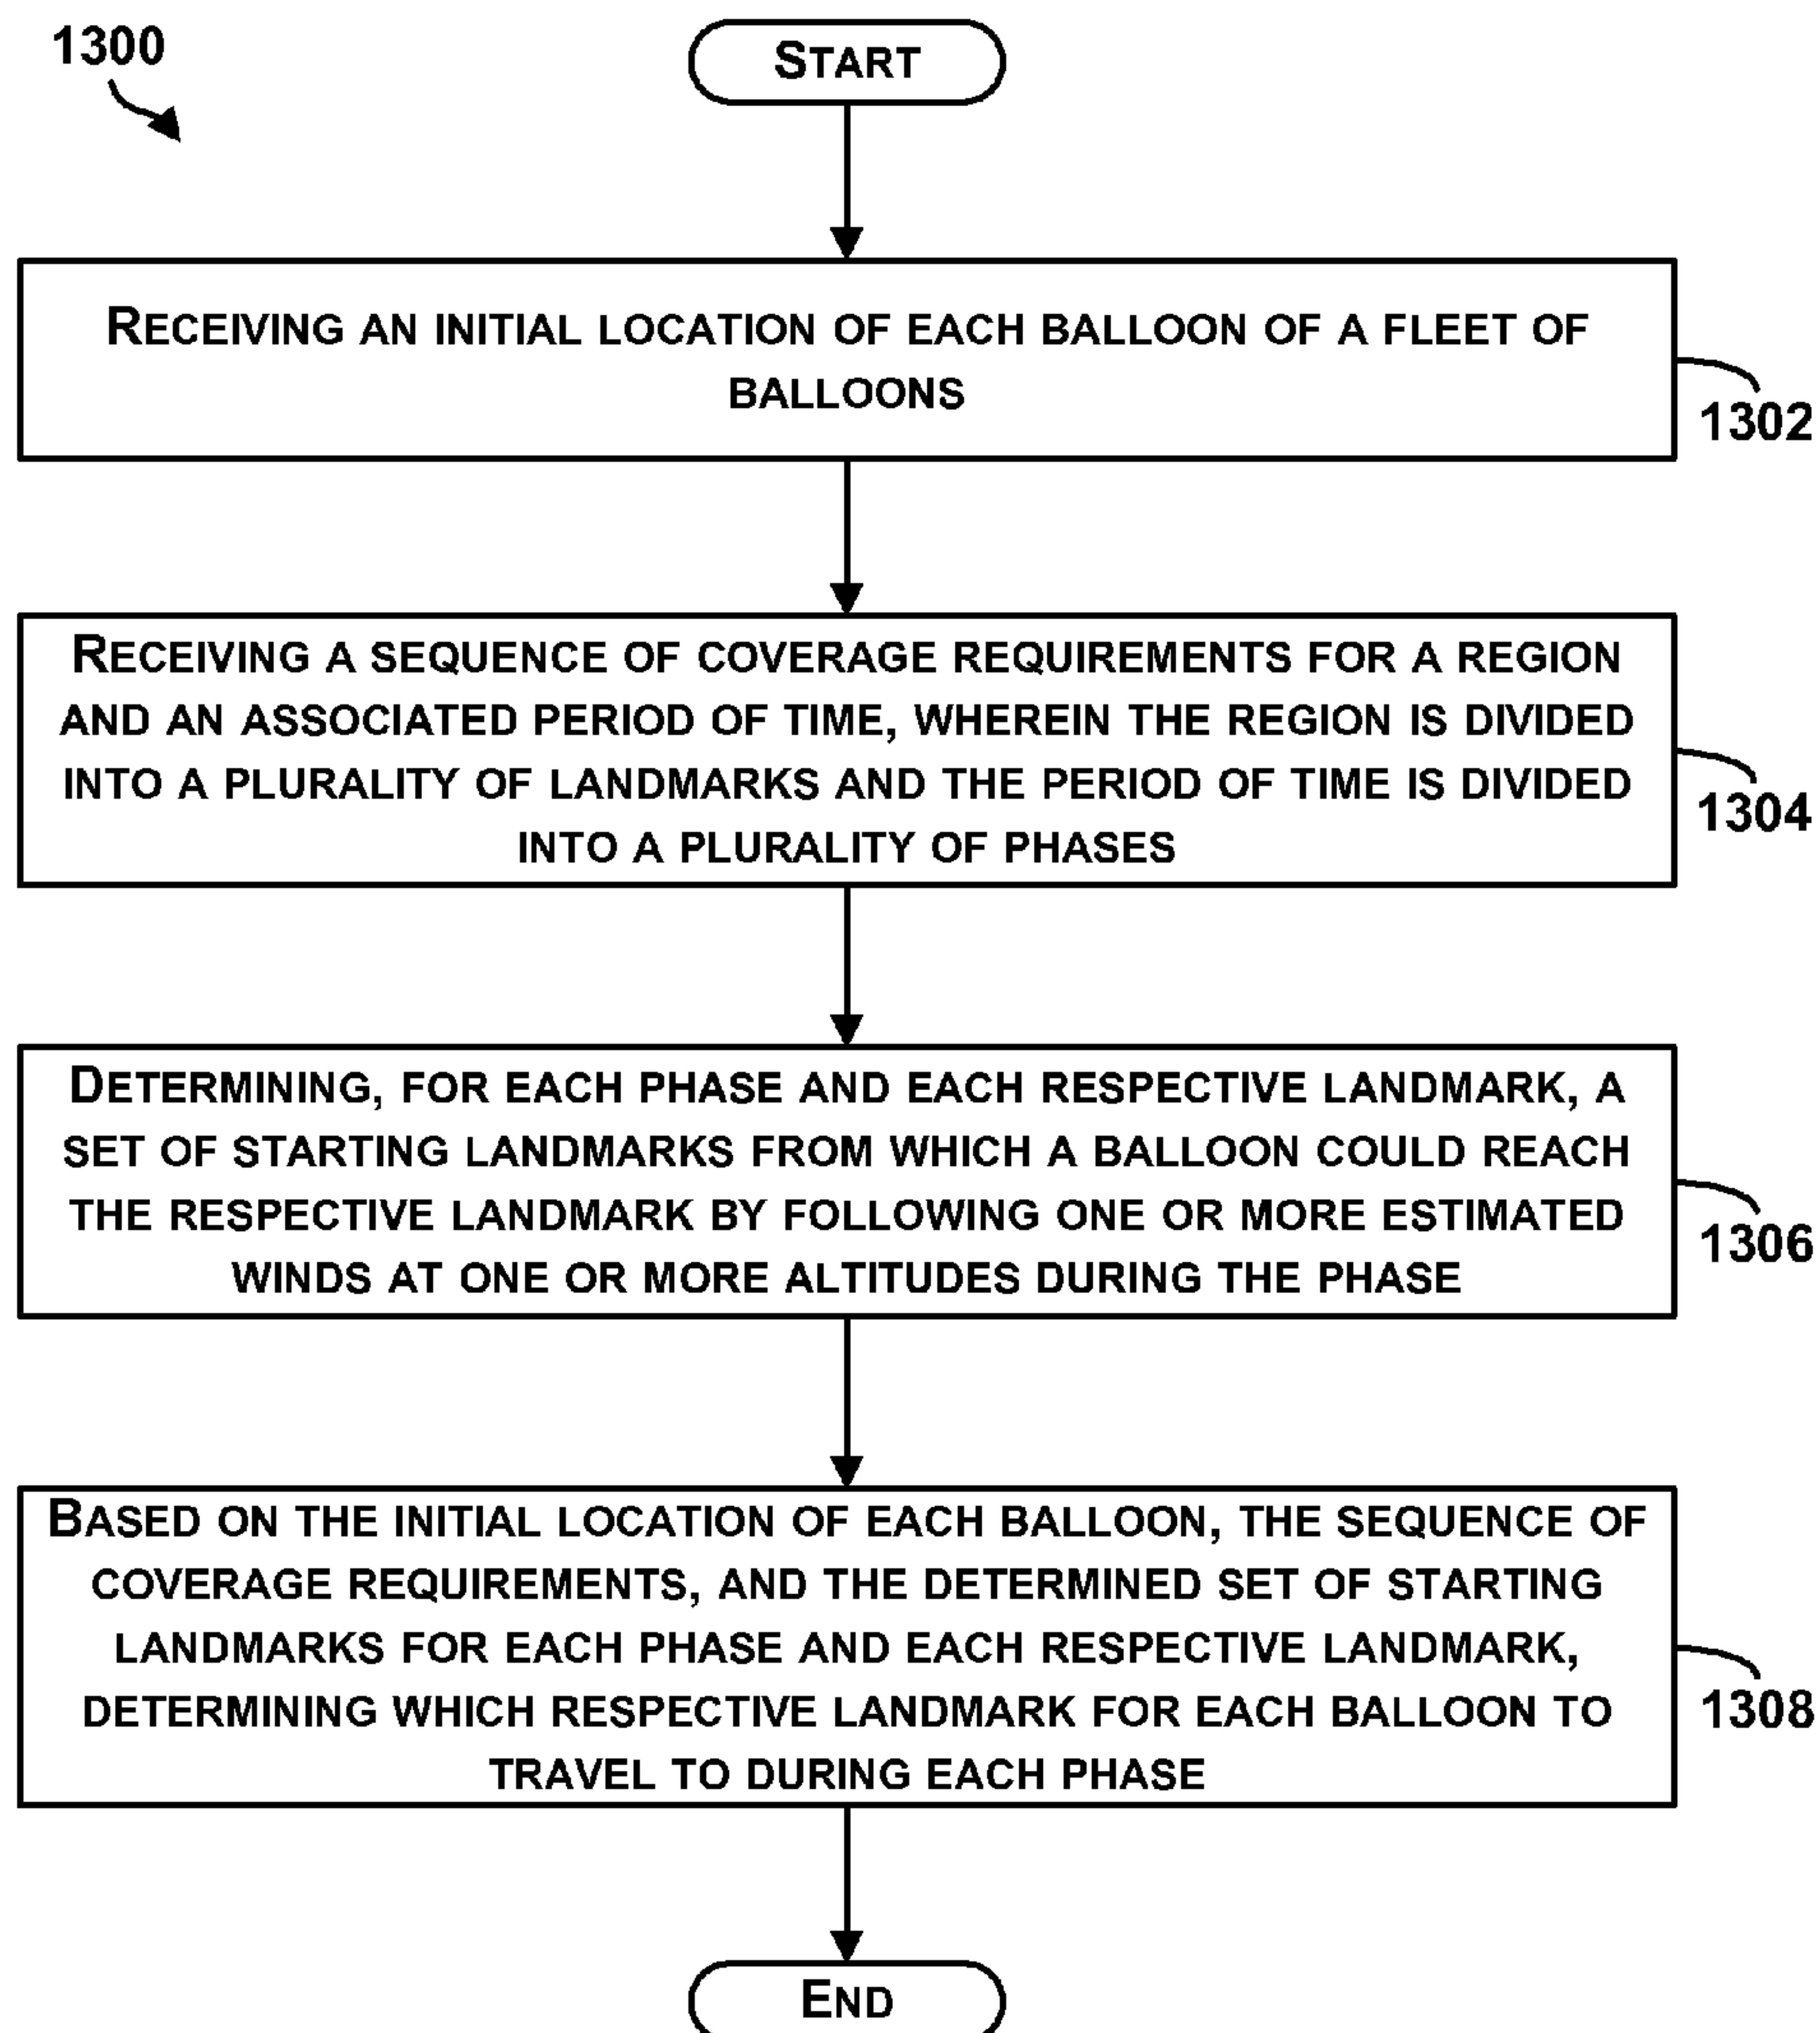 1300
START
RECEIVING AN INITIAL LOCATION OF EACH BALLOON OF A FLEET OF
BALLOONS
1302
RECEIVING A SEQUENCE OF COVERAGE REQUIREMENTS FOR A REGION
AND AN ASSOCIATED PERIOD OF TIME, WHEREIN THE REGION IS DIVIDED
INTO A PLURALITY OF LANDMARKS AND THE PERIOD OF TIME IS DIVIDED
INTO A PLURALITY OF PHASES
1304
DETERMINING, FOR EACH PHASE AND EACH RESPECTIVE LANDMARK, A
SET OF STARTING LANDMARKS FROM WHICH A BALLOON COULD REACH
THE RESPECTIVE LANDMARK BY FOLLOWING ONE OR MORE ESTIMATED
WINDS AT ONE OR MORE ALTITUDES DURING THE PHASE
1306
BASED ON THE INITIAL LOCATION OF EACH BALLOON, THE SEQUENCE OF
COVERAGE REQUIREMENTS, AND THE DETERMINED SET OF STARTING
LANDMARKS FOR EACH PHASE AND EACH RESPECTIVE LANDMARK,
DETERMINING WHICH RESPECTIVE LANDMARK FOR EACH BALLOON TO
TRAVEL TO DURING EACH PHASE
1308
END